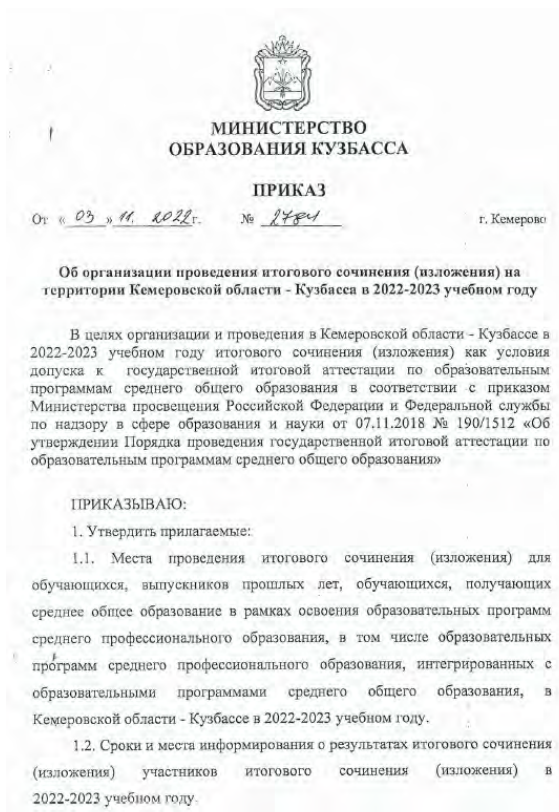 МИНИСТЕРСТВО
ОБРАЗОВАНИЯ КУЗБАССА
ПРИКАЗ
От « 03 » 11. 2022г. № 2781 г. Кемерово
Об организации проведения итогового сочинения (изложения) на
территории Кемеровской области - Кузбасса в 2022-2023 учебном году
В целях организации и проведения в Кемеровской области - Кузбассе в
2022-2023 учебном году итогового сочинения (изложения) как условия
допуска к государственной итоговой аттестации по образовательным
программам среднего общего образования в соответствии с приказом
Министерства просвещения Российской Федерации и Федеральной службы
по надзору в сфере образования и науки от 07.11.2018 № 190/1512 «Об
утверждении Порядка проведения государственной итоговой аттестации по
образовательным программам среднего общего образования»
ПРИКАЗЫВАЮ:
1. Утвердить прилагаемые:
1.1. Места проведения итогового сочинения (изложения) для
обучающихся, выпускников прошлых лет, обучающихся, получающих
среднее общее образование в рамках освоения образовательных программ
среднего профессионального образования, в том числе образовательных
программ среднего профессионального образования, интегрированных с
образовательными программами среднего общего образования, в
Кемеровской области - Кузбассе в 2022-2023 учебном году.
1.2. Сроки и места информирования о результатах итогового сочинения
(изложения) участников итогового сочинения (изложения) в
2022-2023 учебном году.